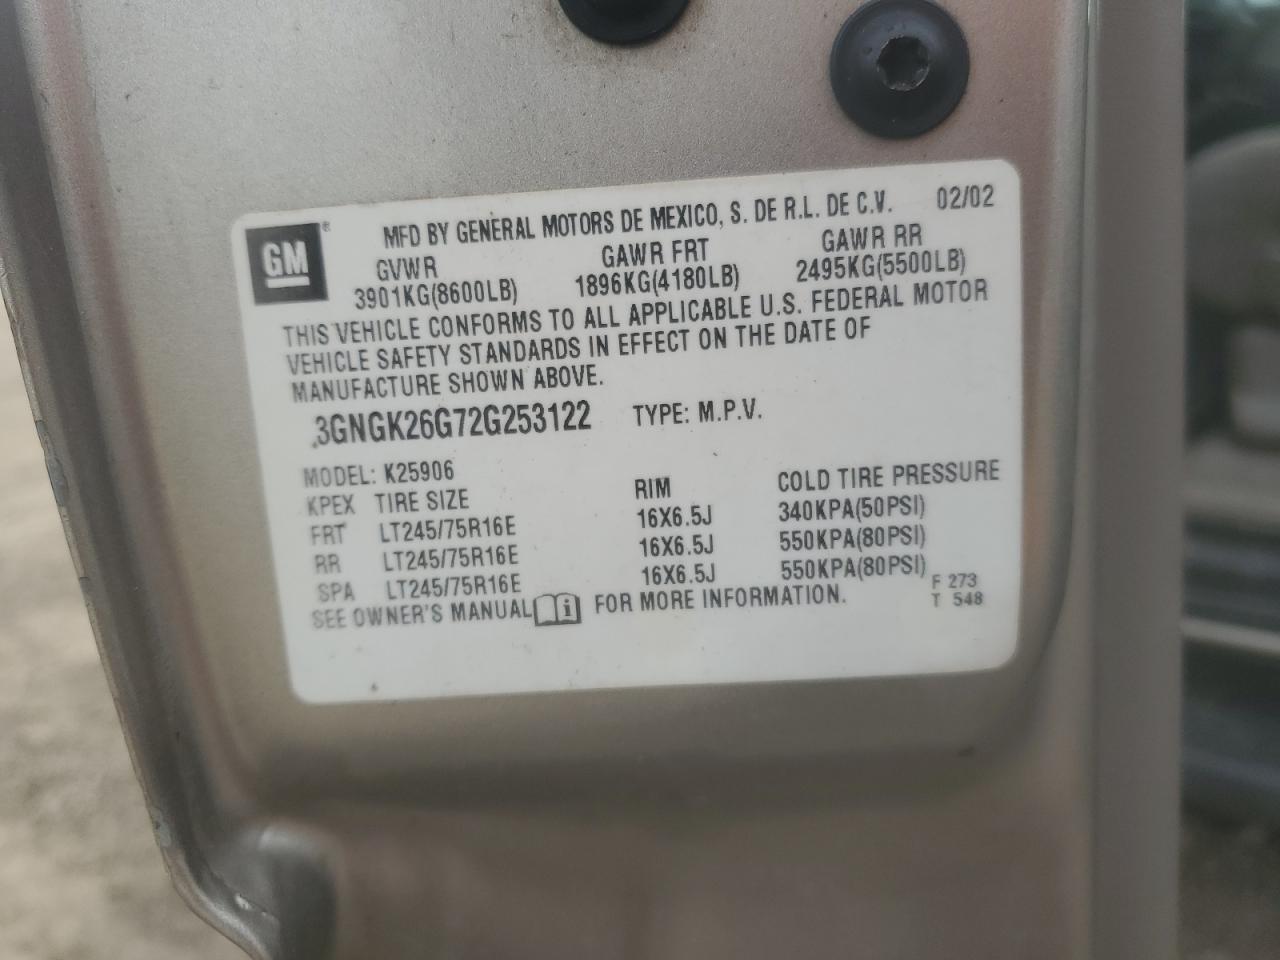 GM®
MFD BY GENERAL MOTORS DE MEXICO, S. DE R.L. DE C.V. 02/02
GVWR GAWR FRT GAWR RR
3901KG(8600LB) 1896KG(4180LB) 2495KG(5500LB)
THIS VEHICLE CONFORMS TO ALL APPLICABLE U.S. FEDERAL MOTOR
VEHICLE SAFETY STANDARDS IN EFFECT ON THE DATE OF
MANUFACTURE SHOWN ABOVE.
3GNGK26G72G253122 TYPE: M.P.V.
MODEL: K25906
KPEX TIRE SIZE RIM COLD TIRE PRESSURE
FRT LT245/75R16E 16X6.5J 340KPA(50PSI)
RR LT245/75R16E 16X6.5J 550KPA(80PSI)
SPA LT245/75R16E 16X6.5J 550KPA(80PSI)
SEE OWNER'S MANUAL i FOR MORE INFORMATION.
F 273
T 548